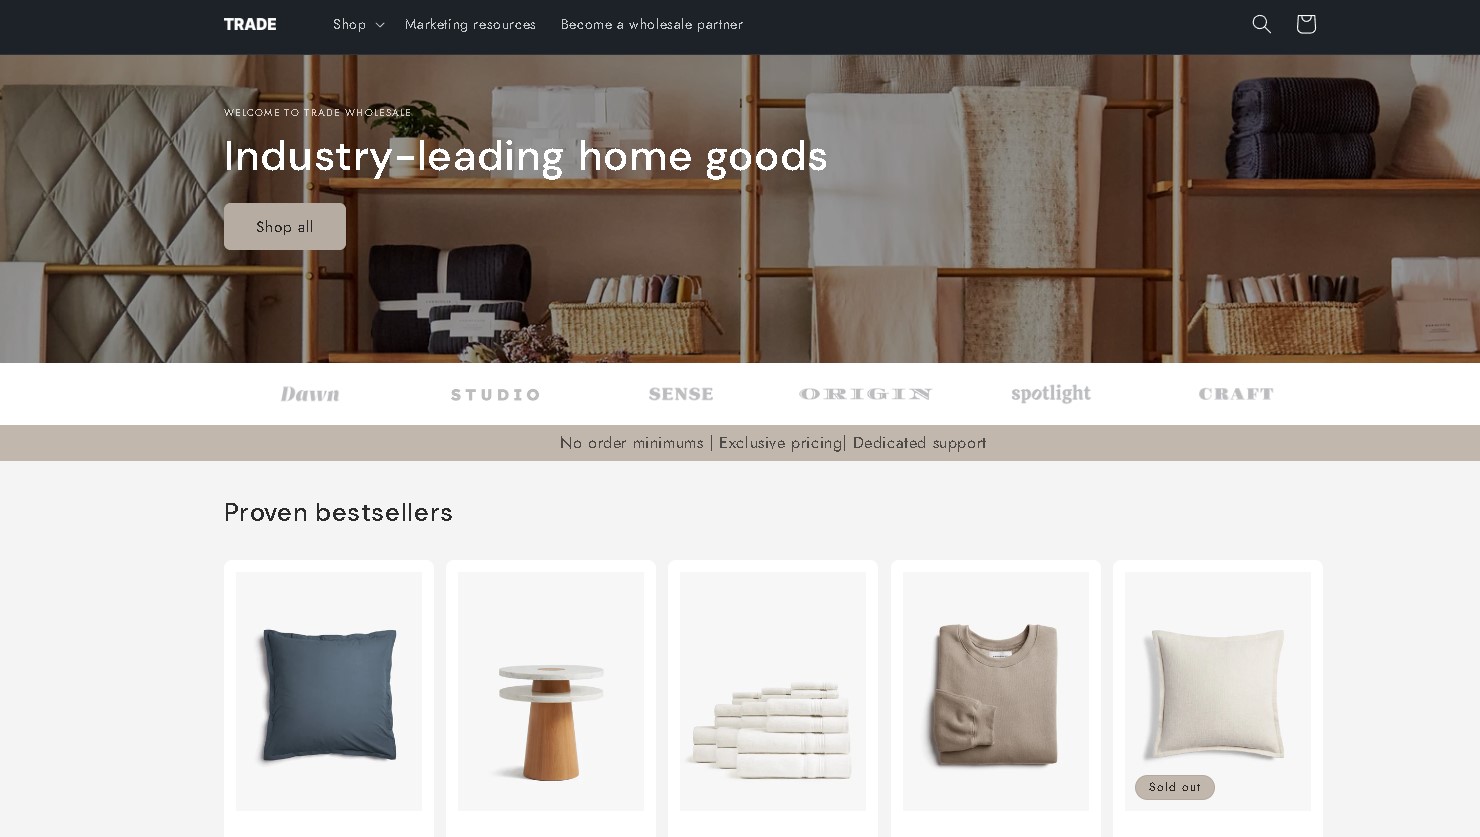 TRADE
Shop
Marketing resources
Become a wholesale partner
WELCOME TO TRADE WHOLESALE
Industry-leading home goods
Shop all
Dawn
STUDIO
SENSE
ORIGIN
spotlight
CRAFT
No order minimums | Exclusive pricing| Dedicated support
Proven bestsellers
Sold out